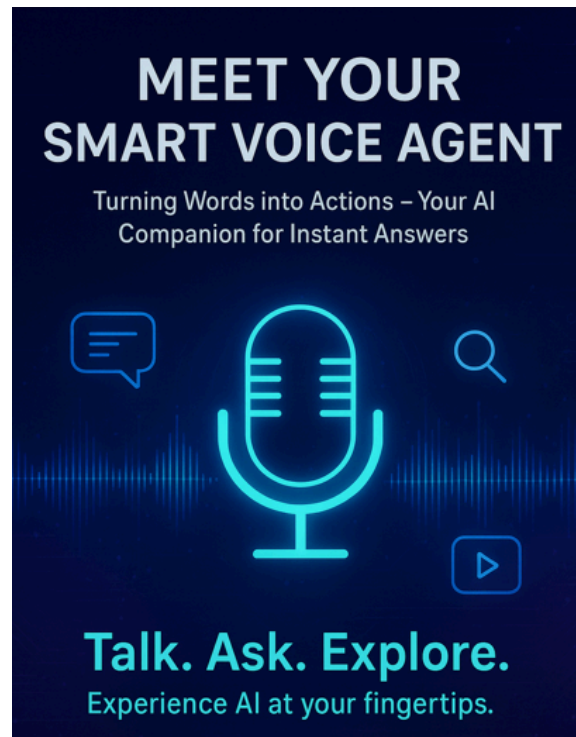 MEET YOUR
SMART VOICE AGENT
Turning Words into Actions – Your AI
Companion for Instant Answers
Talk. Ask. Explore.
Experience AI at your fingertips.